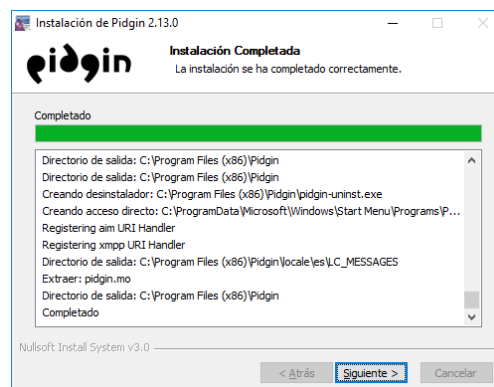 Instalación de Pidgin 2.13.0
pidgin
Instalación Completada
La instalación se ha completado correctamente.
Completado
Directorio de salida: C:\Program Files (x86)\Pidgin
Directorio de salida: C:\Program Files (x86)\Pidgin
Creando desinstalador: C:\Program Files (x86)\Pidgin\pidgin-uninst.exe
Creando acceso directo: C:\ProgramData\Microsoft\Windows\Start Menu\Programs\P...
Registering aim URI Handler
Registering xmpp URI Handler
Directorio de salida: C:\Program Files (x86)\Pidgin\locale\es\LC_MESSAGES
Extraer: pidgin.mo
Directorio de salida: C:\Program Files (x86)\Pidgin
Completado
Nullsoft Install System v3.0
< Atrás Siguiente > Cancelar